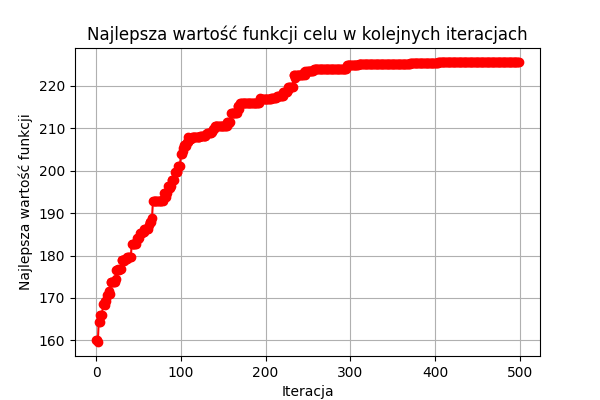 Najlepsza wartość funkcji celu w kolejnych iteracjach
Najlepsza wartość funkcji
220
210
200
190
180
170
160
0 100 200 300 400 500
Iteracja